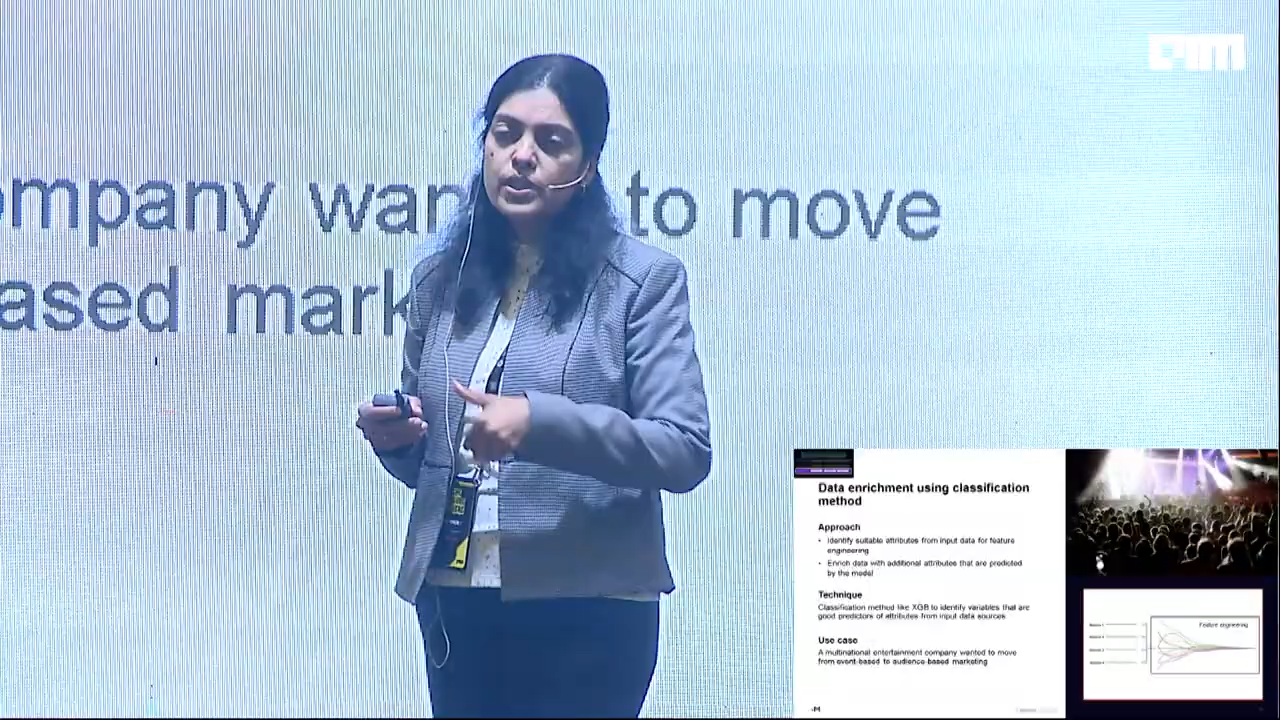 AIM
ompany wan to move
ased mark
Data enrichment using classification
method
Approach
• Identify suitable attributes from input data for feature
engineering
• Enrich data with additional attributes that are predicted
by the model
Technique
Classification method like XGB to identify variables that are
good predictors of attributes from input data sources
Use case
A multinational entertainment company wanted to move
from event-based to audience-based marketing
Feature engineering